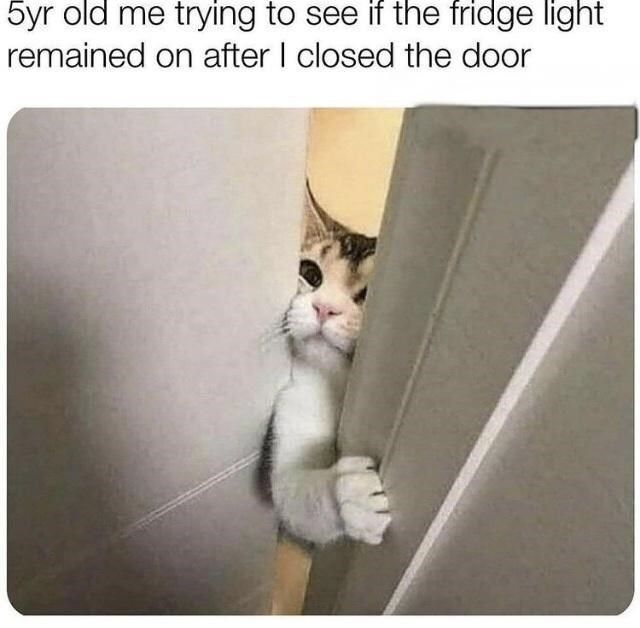 5yr old me trying to see if the fridge light
remained on after I closed the door